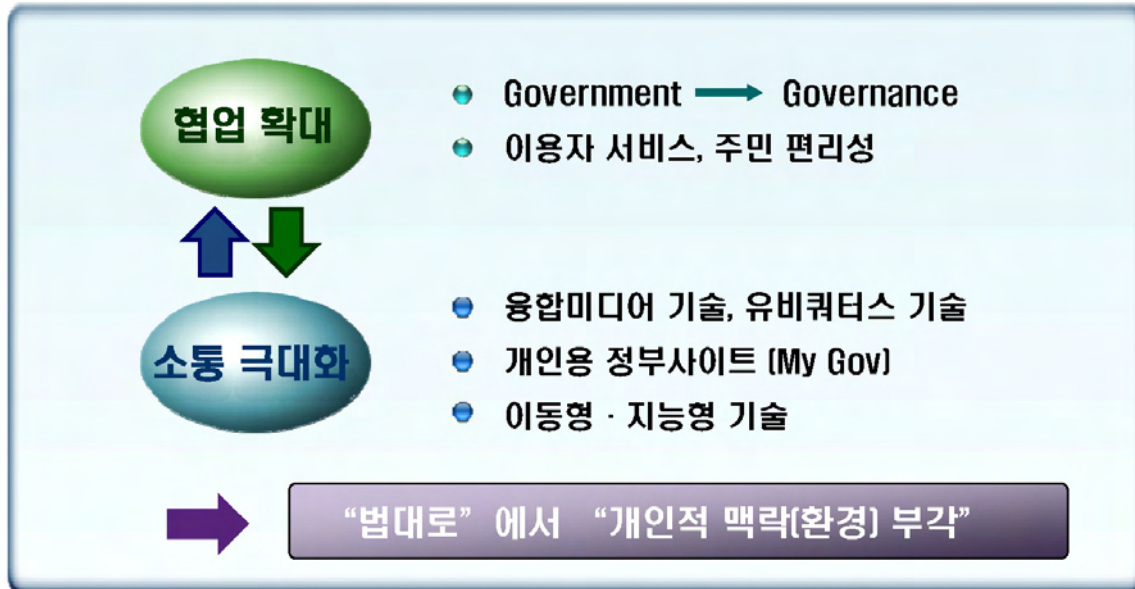 협업 확대
Government → Governance
이용자 서비스, 주민 편리성
소통 극대화
융합미디어 기술, 유비쿼터스 기술
개인용 정부사이트 (My Gov)
이동형 · 지능형 기술
“법대로” 에서 “개인적 맥락(환경) 부각”